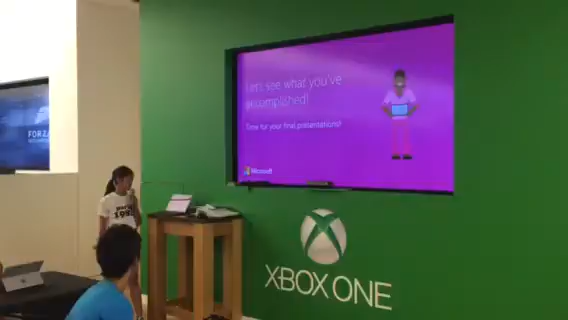 Let's see what you've
accomplished!
Time for your final presentations!
Microsoft
FORZA
XBOX ONE